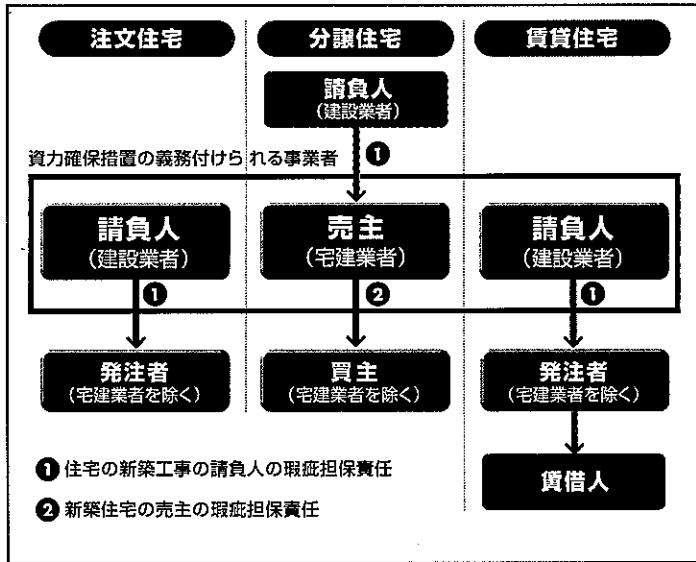 注文住宅
分譲住宅
賃貸住宅
請負人
(建設業者)
❶
資力確保措置の義務付けられる事業者
請負人
(建設業者)
売主
(宅建業者)
請負人
(建設業者)
❶
❷
❶
発注者
(宅建業者を除く)
買主
(宅建業者を除く)
発注者
(宅建業者を除く)
❶ 住宅の新築工事の請負人の瑕疵担保責任
❷ 新築住宅の売主の瑕疵担保責任
賃借人